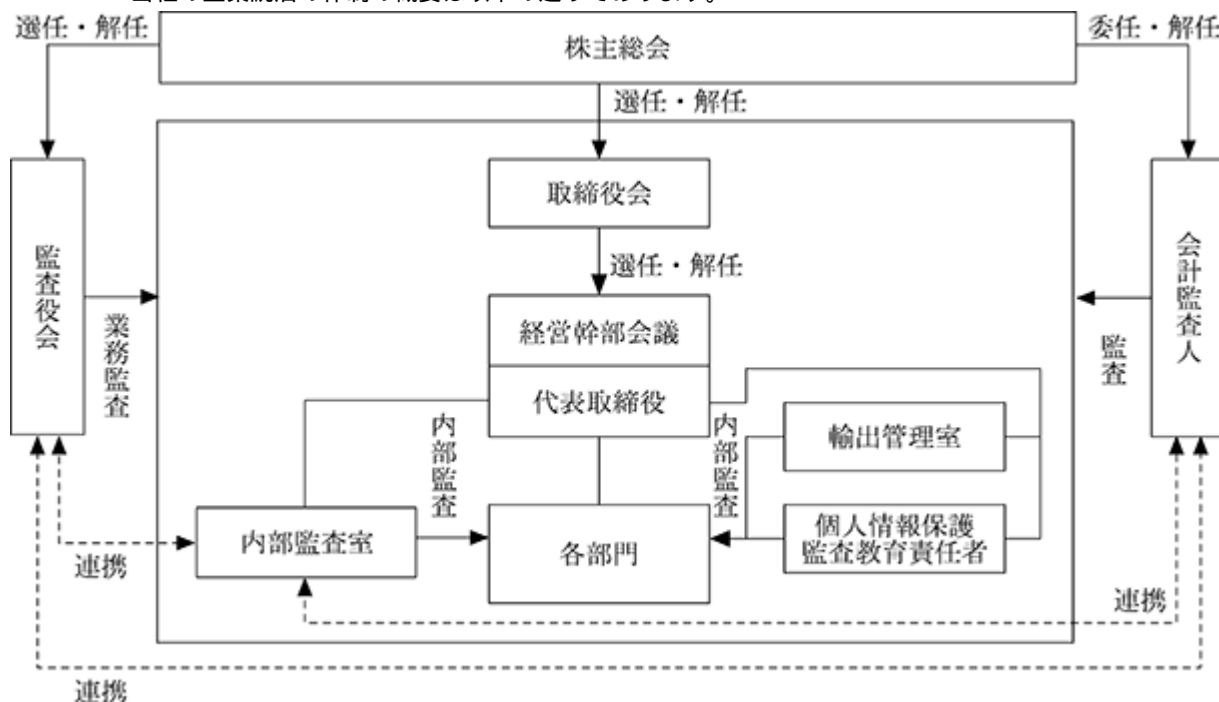 選任・解任
委任・解任
株主総会
選任・解任
取締役会
選任・解任
監査役会
会計監査人
業務監査
監査
経営幹部会議
代表取締役
内部監査
内部監査
輸出管理室
内部監査室
各部門
個人情報保護
監査教育責任者
連携
連携
連携